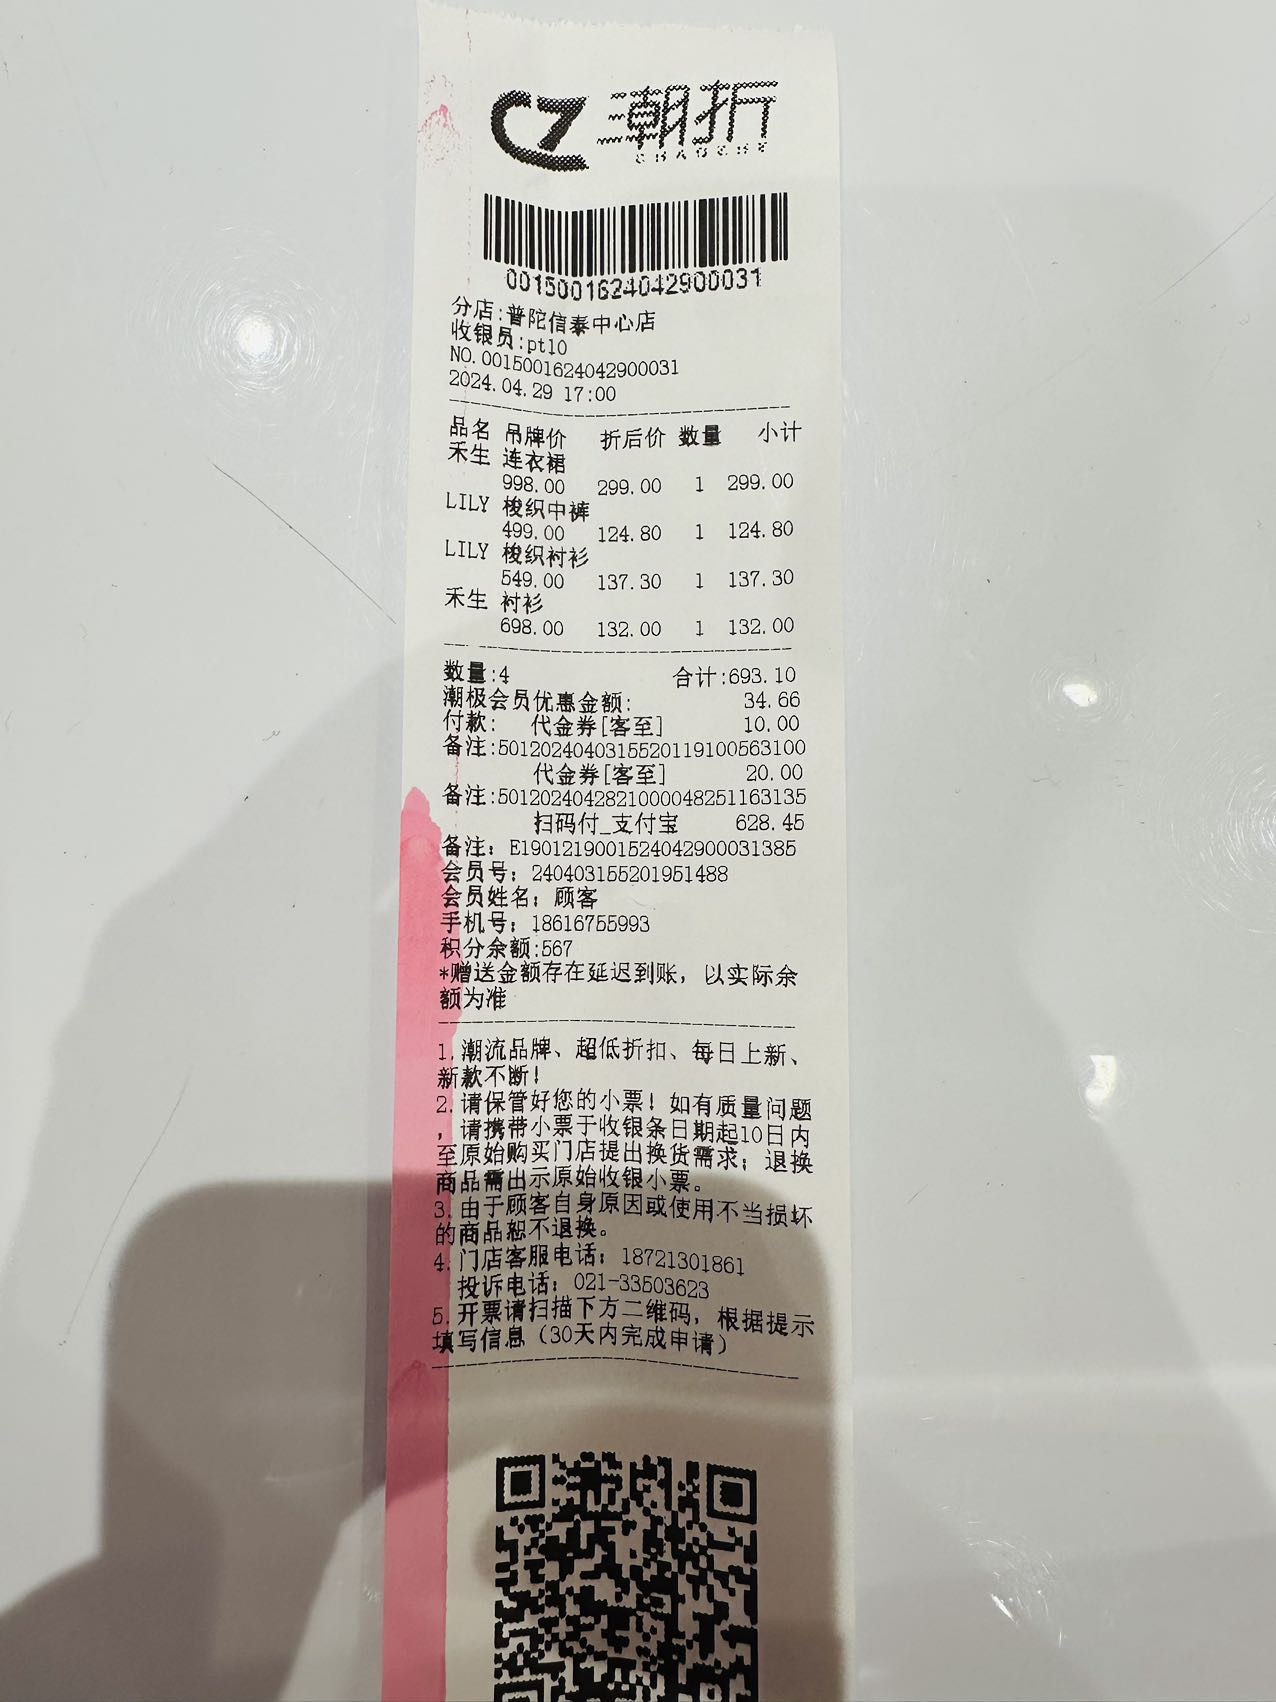 CZ 潮折
CHAOZHE
0015001624042900031
分店:普陀信泰中心店
收银员:pt10
NO.0015001624042900031
2024.04.29 17:00
品名 吊牌价 折后价 数量 小计
禾生 连衣裙
998.00 299.00 1 299.00
LILY 梭织中裤
499.00 124.80 1 124.80
LILY 梭织衬衫
549.00 137.30 1 137.30
禾生 衬衫
698.00 132.00 1 132.00
数量:4 合计:693.10
潮极会员优惠金额: 34.66
付款: 代金券[客至] 10.00
备注:5012024040315520119100563100
代金券[客至] 20.00
备注:5012024042821000048251163135
扫码付_支付宝 628.45
备注: E1901219001524042900031385
会员号: 240403155201951488
会员姓名: 顾客
手机号: 18616755993
积分余额:567
*赠送金额存在延迟到账, 以实际余
额为准
1.潮流品牌、超低折扣、每日上新、
新款不断!
2.请保管好您的小票! 如有质量问题
, 请携带小票于收银条日期起10日内
至原始购买门店提出换货需求; 退换
商品需出示原始收银小票。
3.由于顾客自身原因或使用不当损坏
的商品恕不退换。
4.门店客服电话: 18721301861
投诉电话: 021-33503623
5.开票请扫描下方二维码, 根据提示
填写信息 (30天内完成申请)